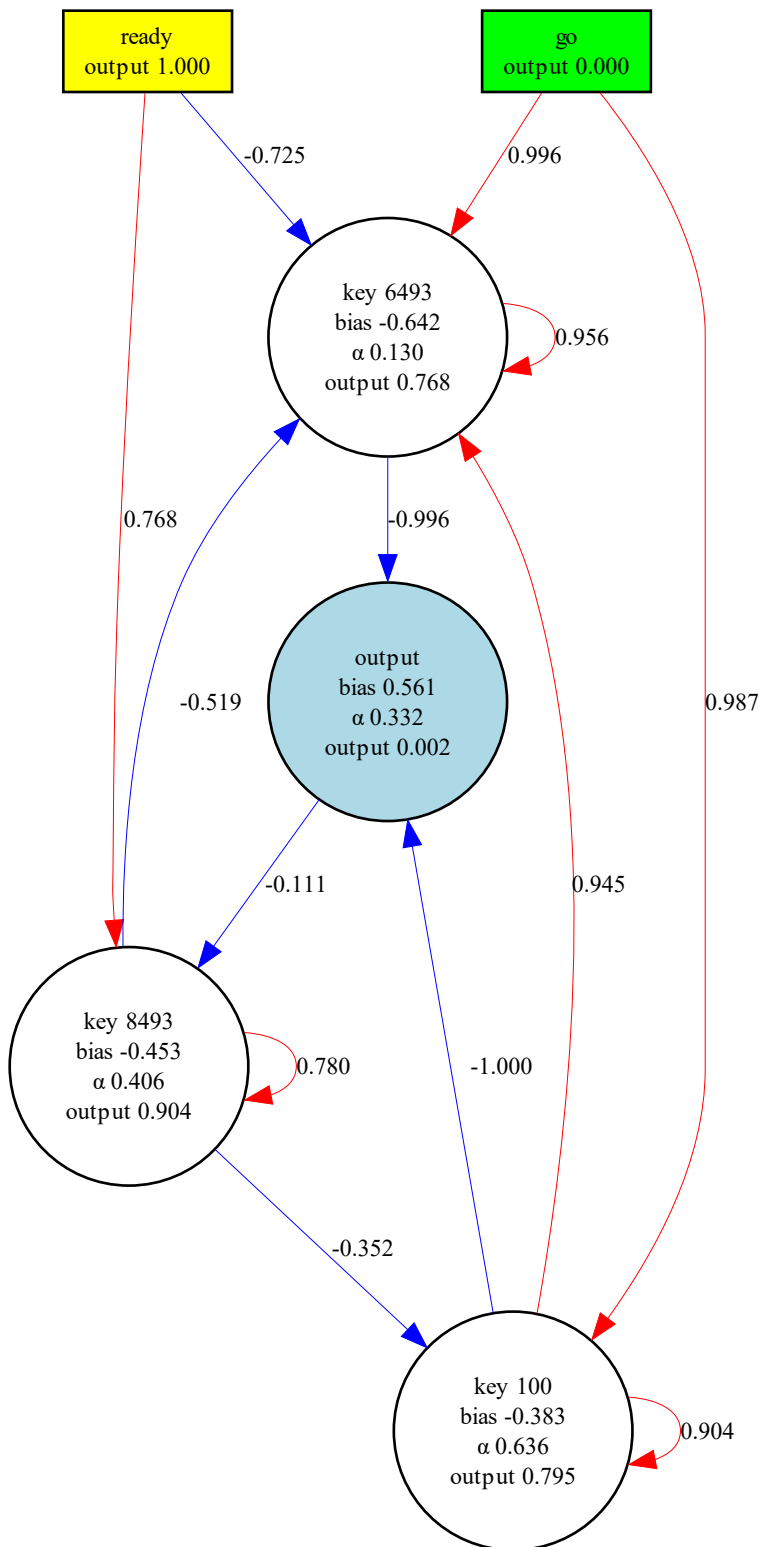 ready
output 1.000
go
output 0.000
-0.725
0.996
key 6493
bias -0.642
α 0.130
output 0.768
0.956
0.768
-0.996
-0.519
output
bias 0.561
α 0.332
output 0.002
0.987
-0.111
0.945
key 8493
bias -0.453
α 0.406
output 0.904
0.780
-1.000
-0.352
key 100
bias -0.383
α 0.636
output 0.795
0.904